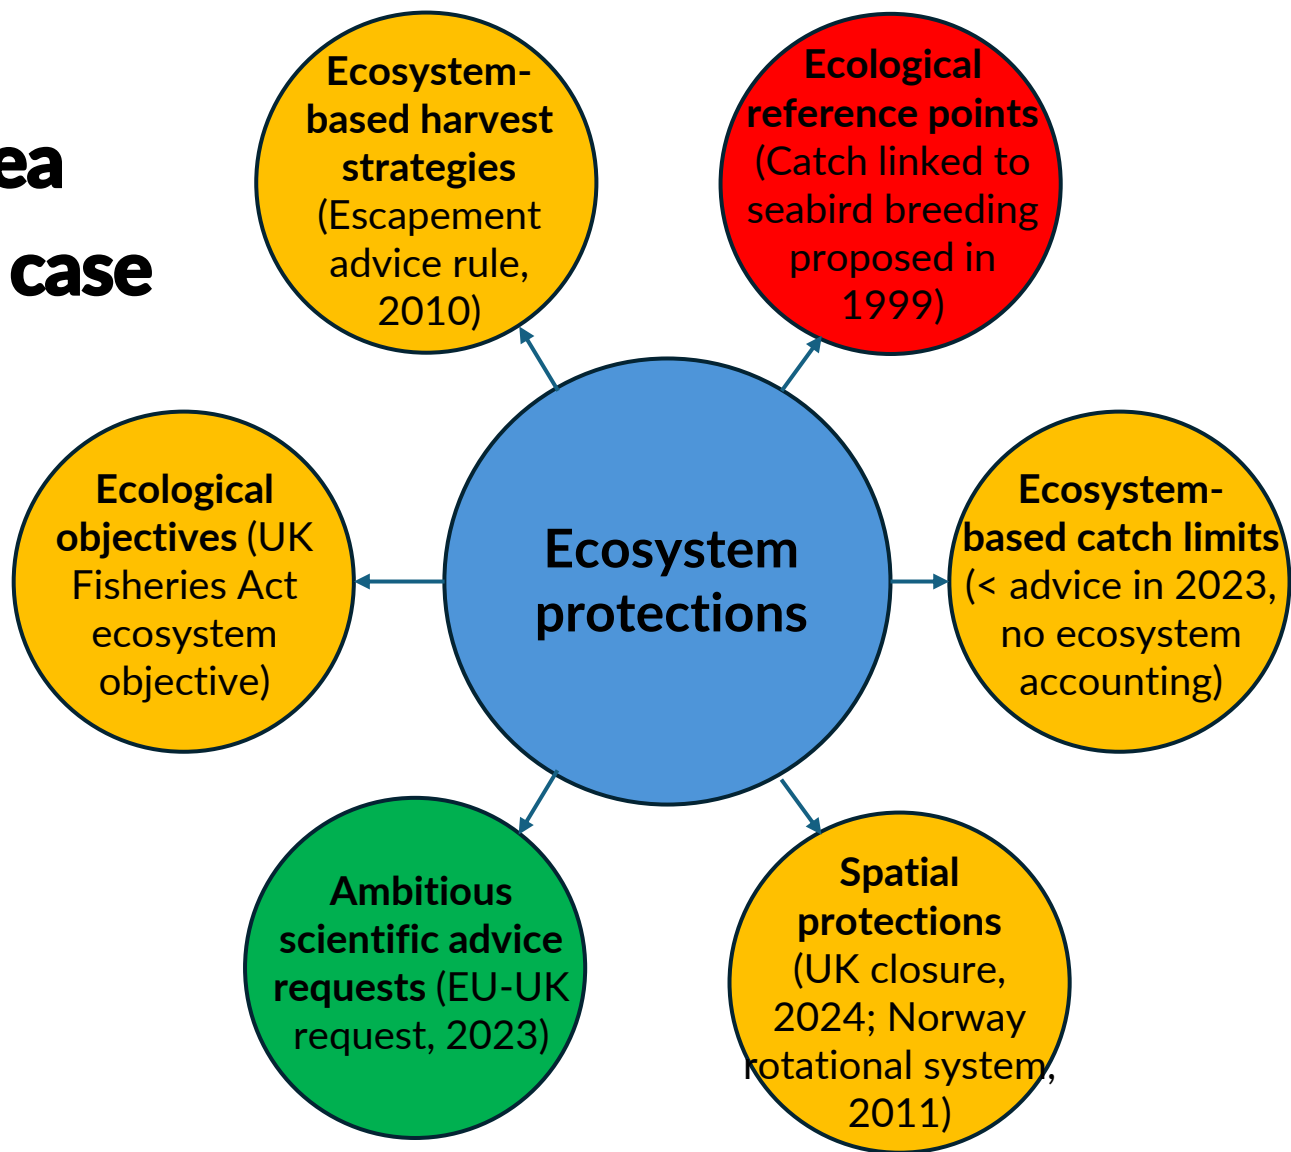 ea
case
Ecosystem-
based harvest
strategies
(Escapement
advice rule,
2010)
Ecological
reference points
(Catch linked to
seabird breeding
proposed in
1999)
Ecological
objectives (UK
Fisheries Act
ecosystem
objective)
Ecosystem
protections
Ecosystem-
based catch limits
(< advice in 2023,
no ecosystem
accounting)
Ambitious
scientific advice
requests (EU-UK
request, 2023)
Spatial
protections
(UK closure,
2024; Norway
rotational system,
2011)